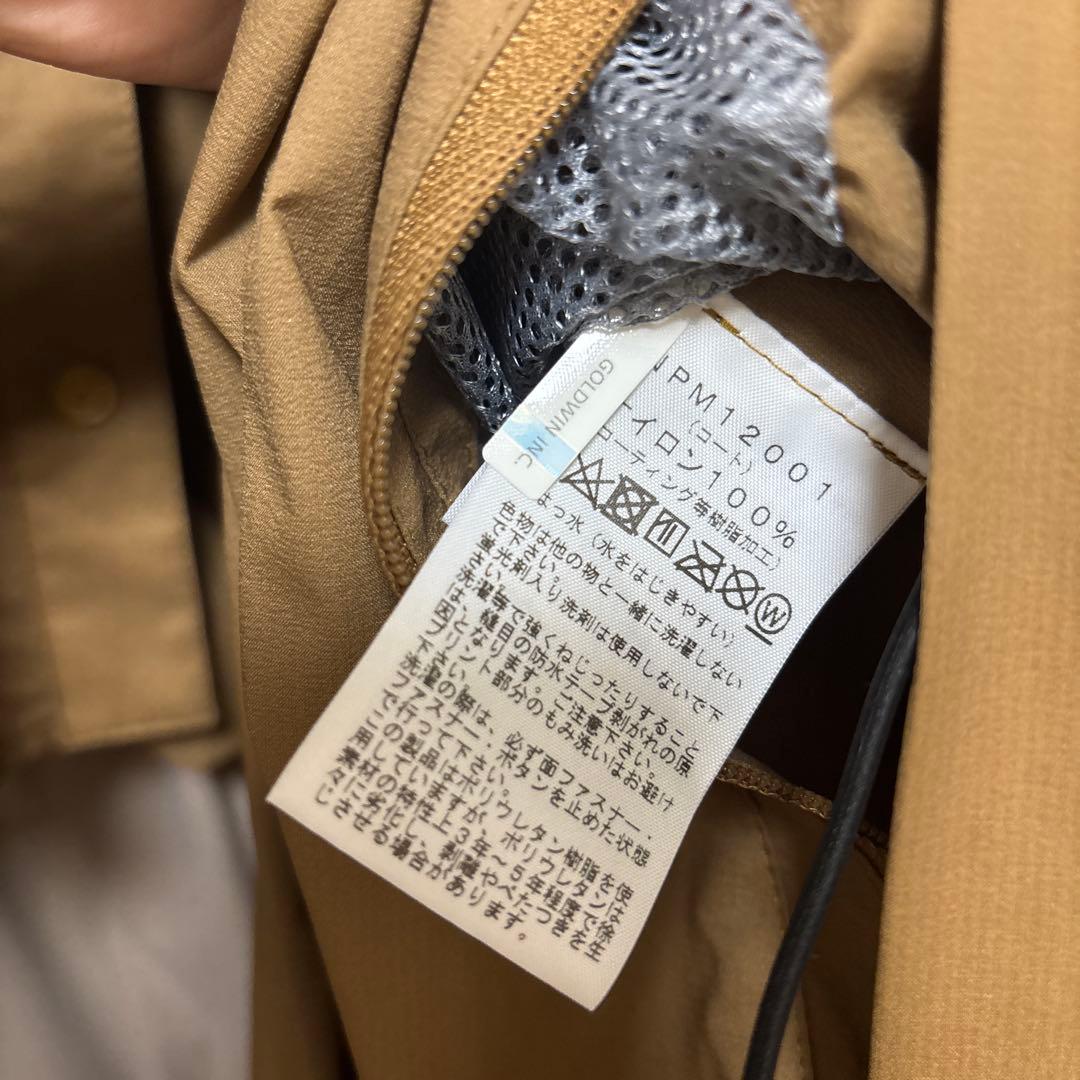 GOLDWIN INC.
NPM12001
(コート)
ナイロン100%
コーティング等樹脂加工)
W
はっ水(水をはじきやすい)
色物は他の物と一緒に洗濯しない
で下さい。
蛍光剤入り洗剤は使用しないで下
さい。
洗濯等で強くねじったりすること
は、縫目の防水テープ剥がれの原
因となります。ご注意下さい。
プリント部分のもみ洗いはお避け
下さい。
洗濯の際は、必ず面ファスナー、
ファスナー、ボタンを止めた状態
で行って下さい。
この製品はポリウレタン樹脂を使
用していますが、ポリウレタンは
素材の特性上3年~5年程度で徐
々に劣化し、剥離やべたつきを生
じさせる場合があります。